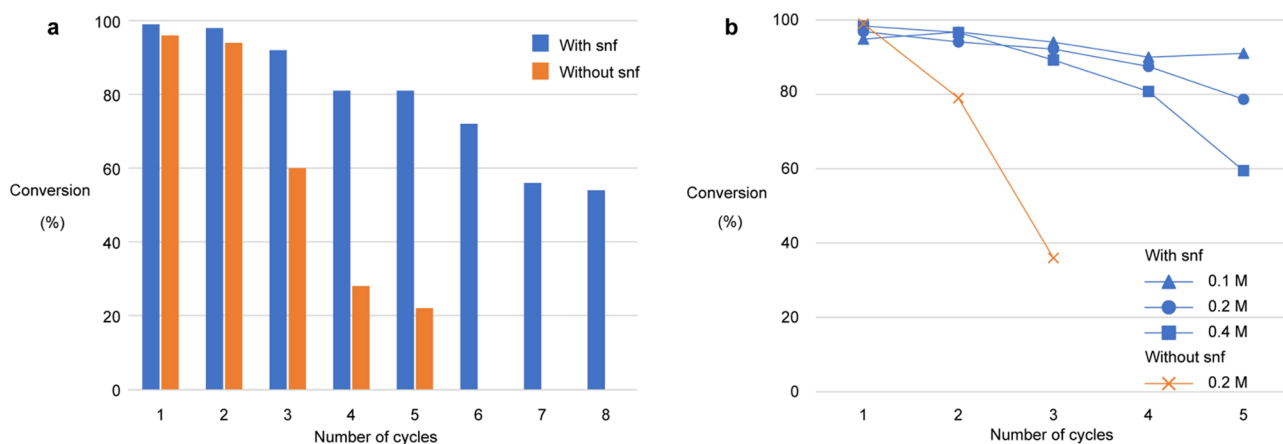 a
100
80
60
40
20
0
Conversion
(%)
With snf
Without snf
1 2 3 4 5 6 7 8
Number of cycles
b
100
80
60
40
20
0
Conversion
(%)
With snf
0.1 M
0.2 M
0.4 M
Without snf
0.2 M
1 2 3 4 5
Number of cycles